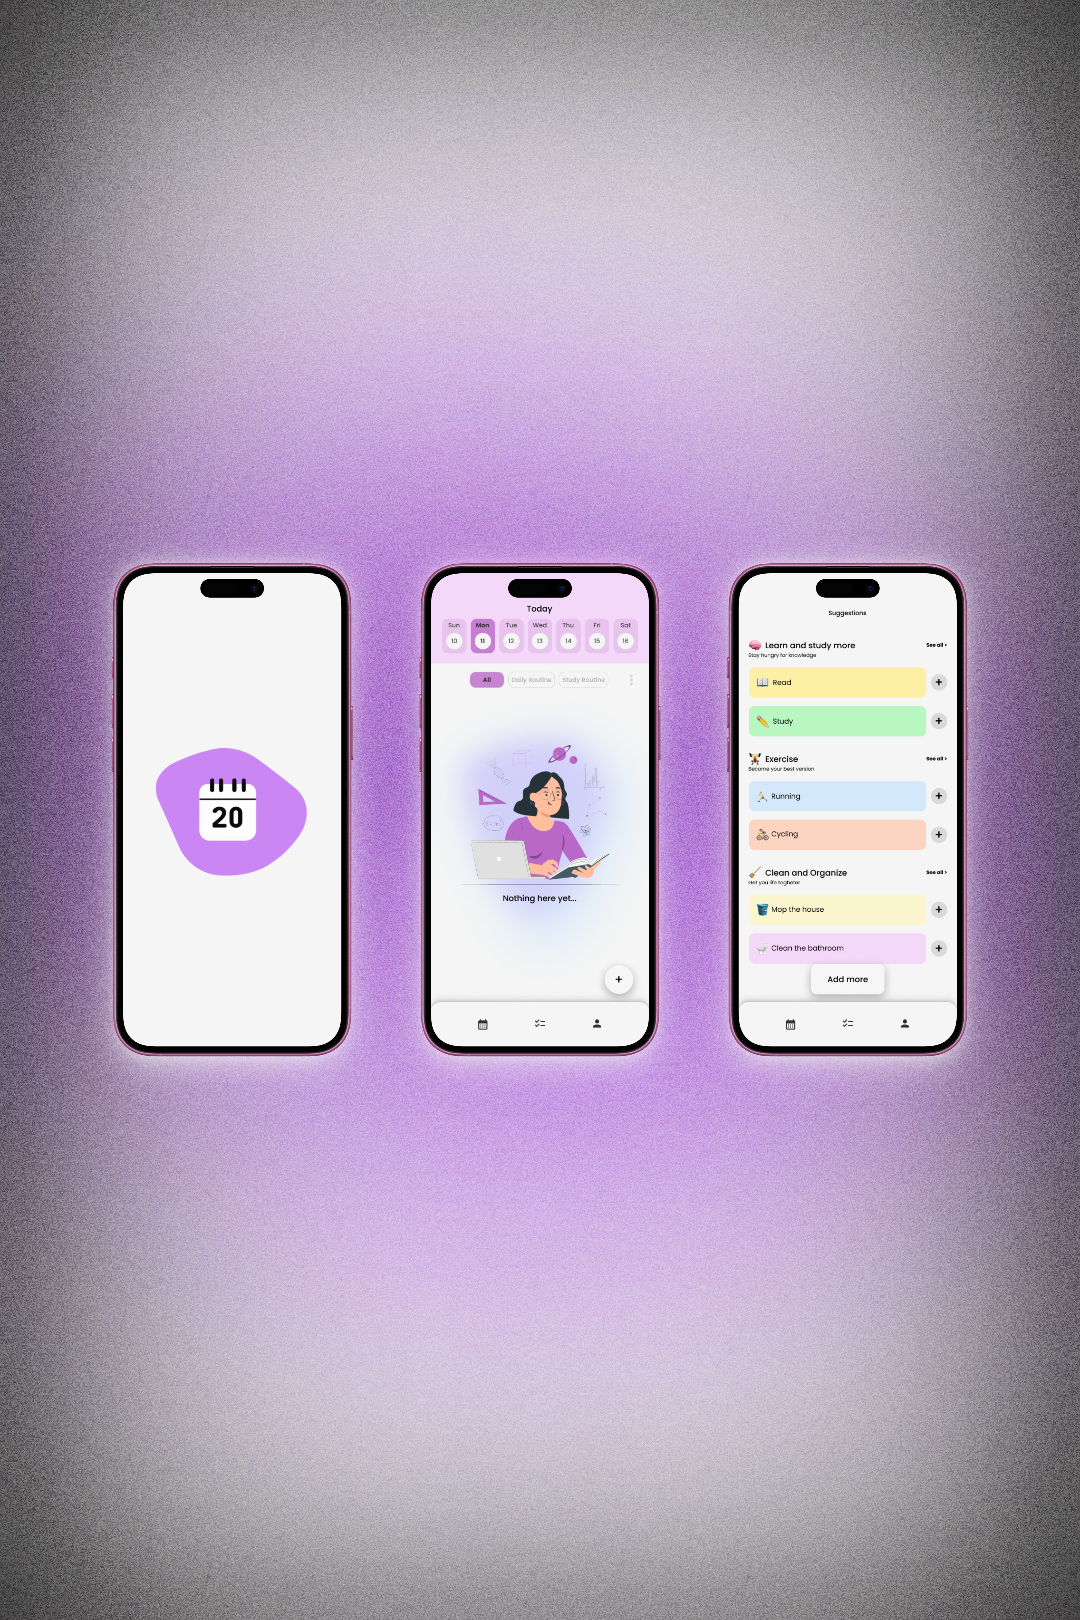 20
Today
Sun Mon Tue Wed Thu Fri Sat
10 11 12 13 14 15 16
All Daily Routine Study Routine
Nothing here yet...
+
Suggestions
Learn and study more See all >
Stay hungry for knowledge
Read +
Study +
Exercise See all >
Become your best version
Running +
Cycling +
Clean and Organize See all >
Get you life togheter
Mop the house +
Clean the bathroom +
Add more